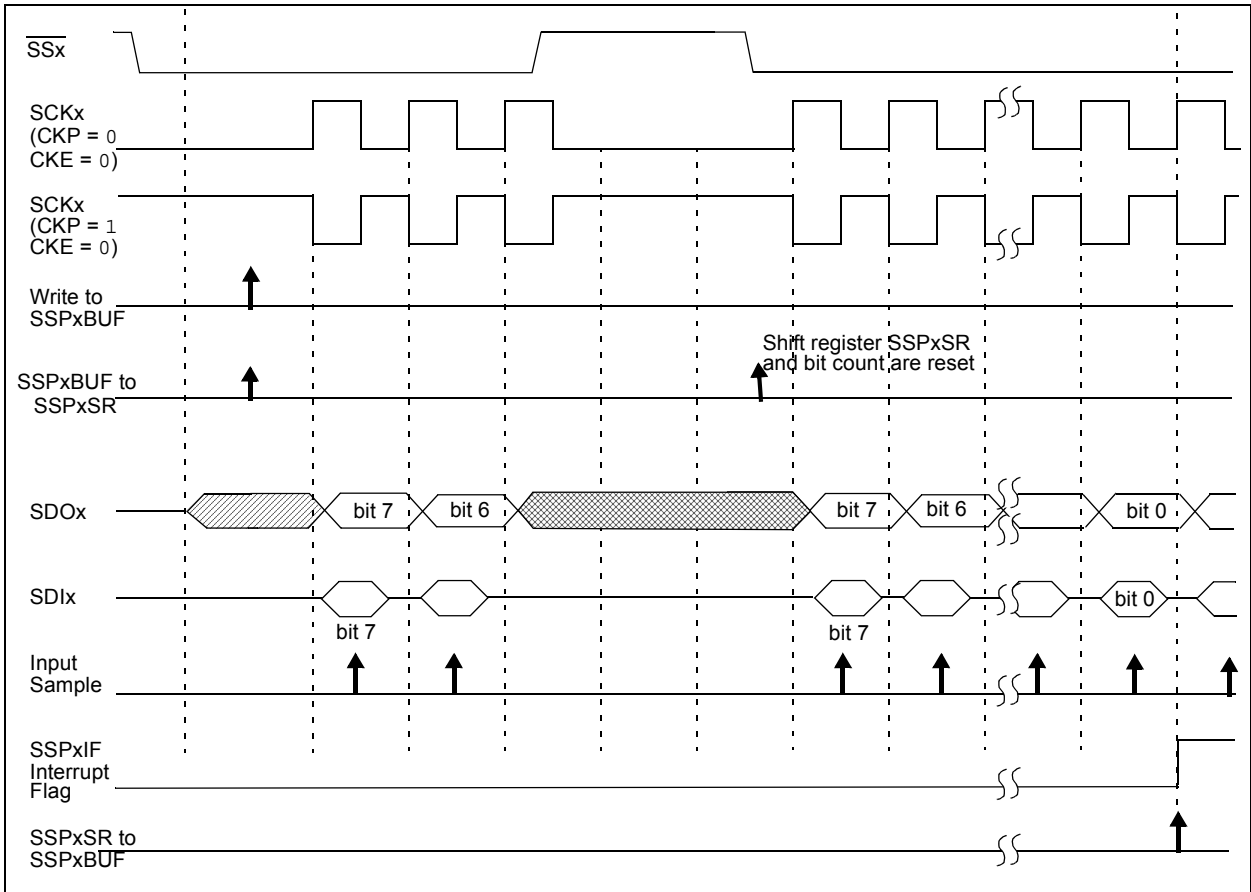 SSx
SCKx
(CKP = 0
CKE = 0)
SCKx
(CKP = 1
CKE = 0)
Write to
SSPxBUF
Shift register SSPxSR
and bit count are reset
SSPxBUF to
SSPxSR
SDOx
bit 7
bit 6
bit 7
bit 6
bit 0
SDIx
bit 0
bit 7
bit 7
Input
Sample
SSPxIF
Interrupt
Flag
SSPxSR to
SSPxBUF